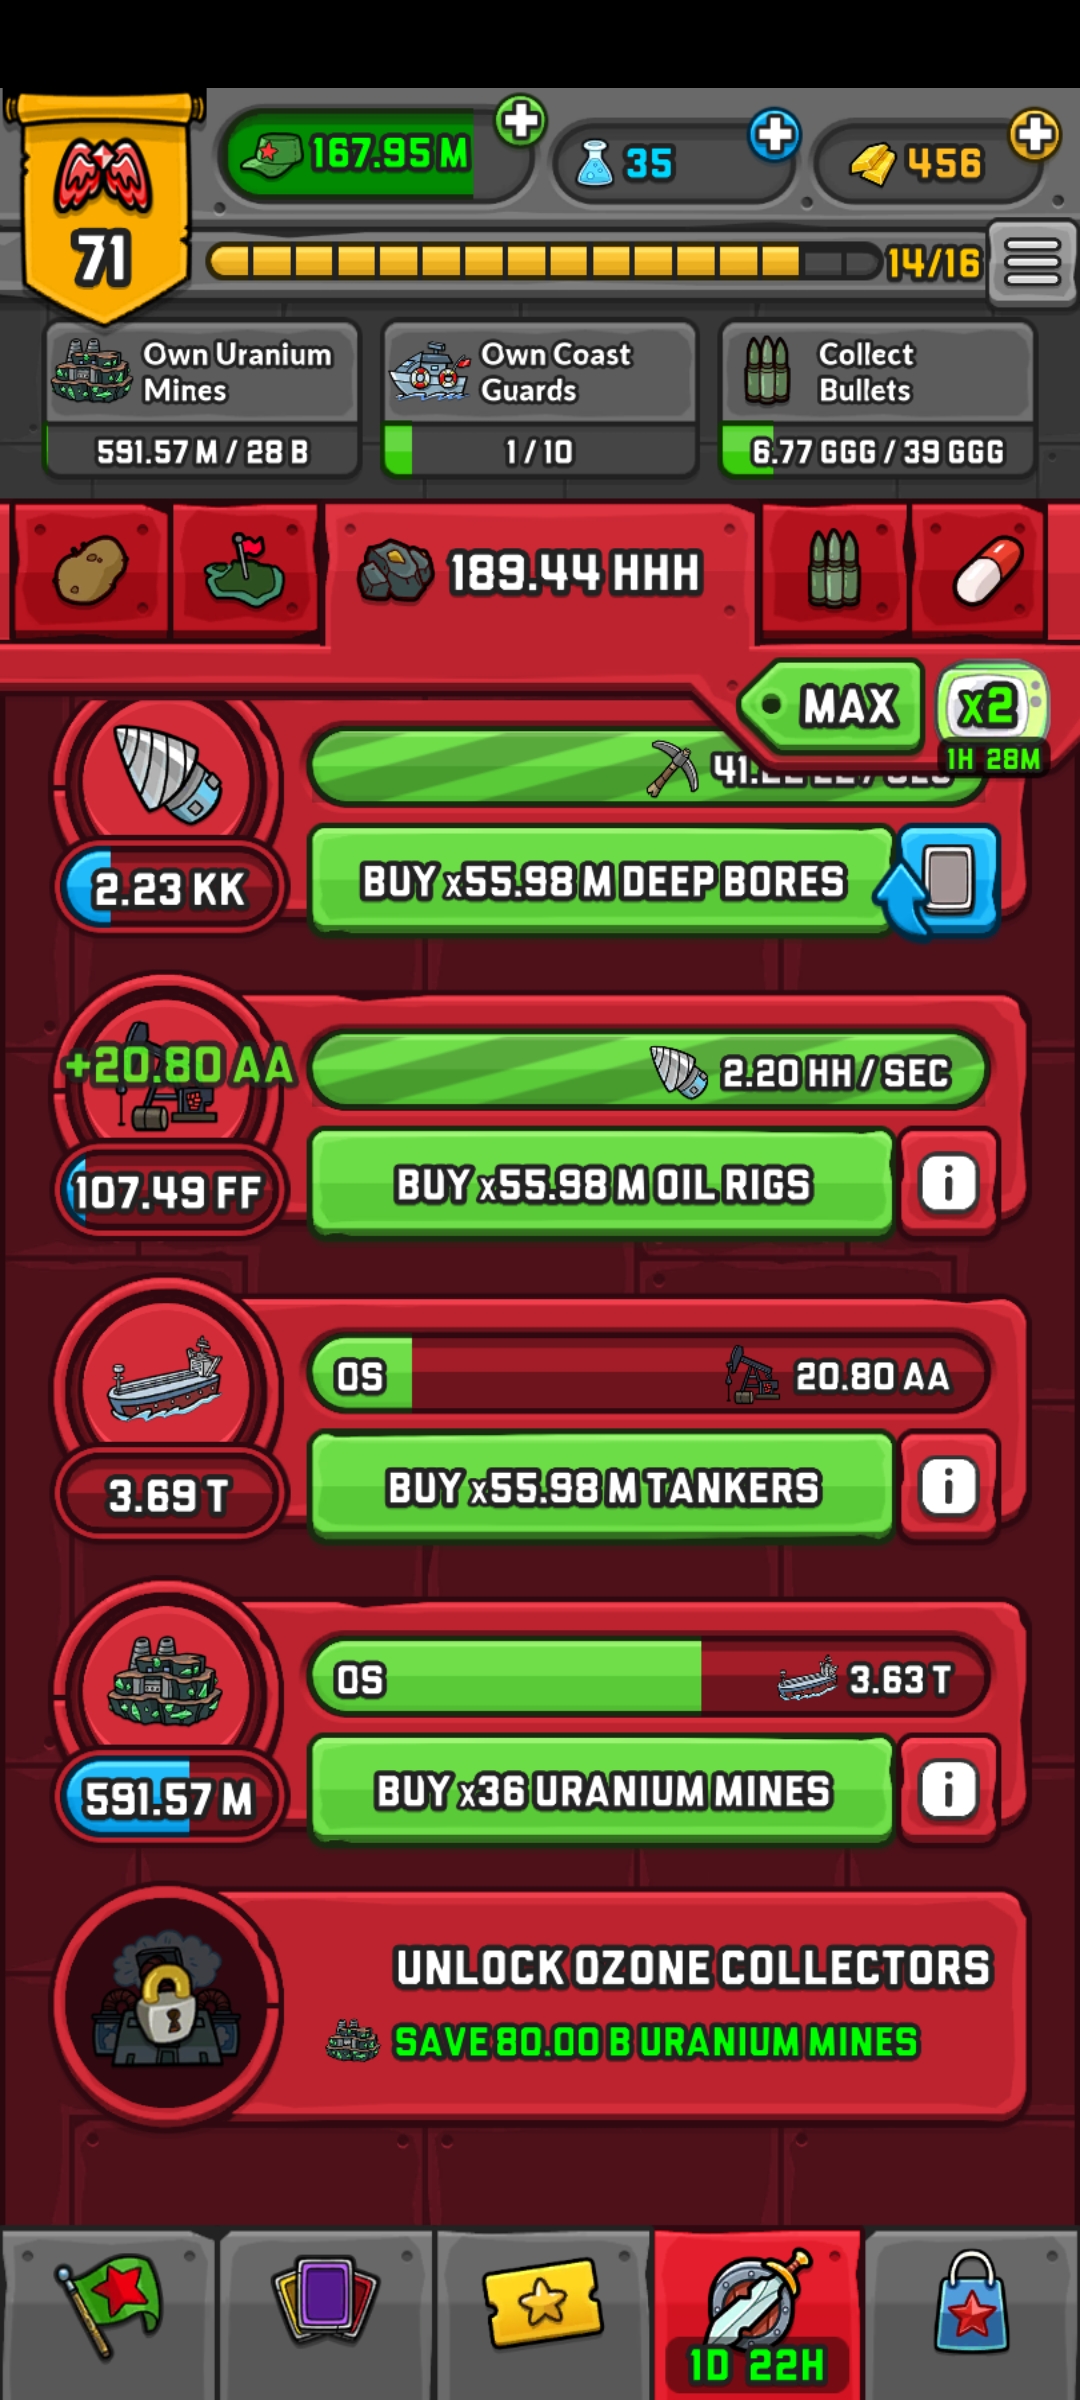 167.95 M
35
456
71
14/16
Own Uranium
Mines
591.57 M / 28 B
Own Coast
Guards
1 / 10
Collect
Bullets
6.77 GGG / 39 GGG
189.44 HHH
MAX
x2
1H 28M
2.23 KK
BUY x55.98 M DEEP BORES
+20.80 AA
2.20 HH / SEC
107.49 FF
BUY x55.98 M OIL RIGS
i
0S
20.80 AA
3.69 T
BUY x55.98 M TANKERS
i
0S
3.63 T
591.57 M
BUY x36 URANIUM MINES
i
UNLOCK OZONE COLLECTORS
SAVE 80.00 B URANIUM MINES
1D 22H